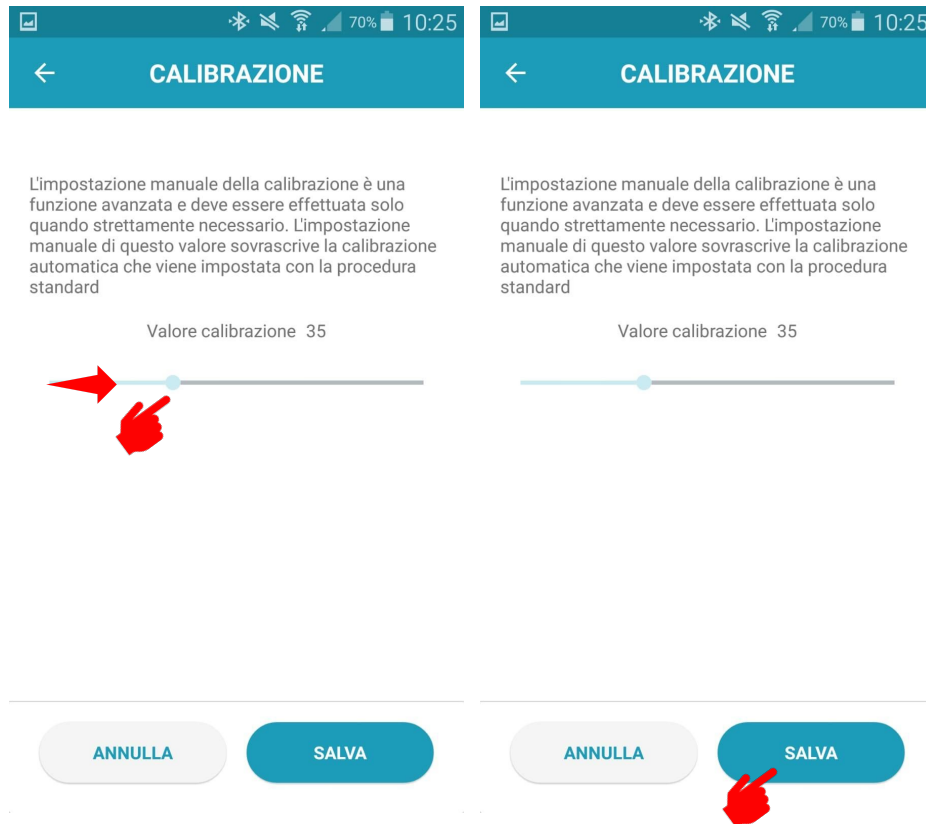 70% 10:25
CALIBRAZIONE
L'impostazione manuale della calibrazione è una
funzione avanzata e deve essere effettuata solo
quando strettamente necessario. L'impostazione
manuale di questo valore sovrascrive la calibrazione
automatica che viene impostata con la procedura
standard
Valore calibrazione 35
ANNULLA SALVA
70% 10:25
CALIBRAZIONE
L'impostazione manuale della calibrazione è una
funzione avanzata e deve essere effettuata solo
quando strettamente necessario. L'impostazione
manuale di questo valore sovrascrive la calibrazione
automatica che viene impostata con la procedura
standard
Valore calibrazione 35
ANNULLA SALVA